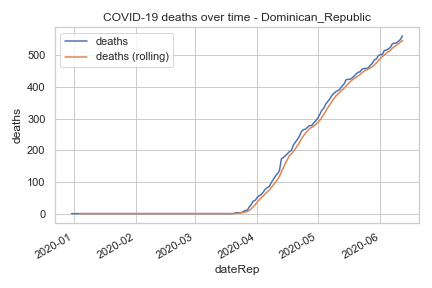 COVID-19 deaths over time - Dominican_Republic
deaths
deaths (rolling)
500
400
300
200
100
0
deaths
2020-01
2020-02
2020-03
2020-04
2020-05
2020-06
dateRep